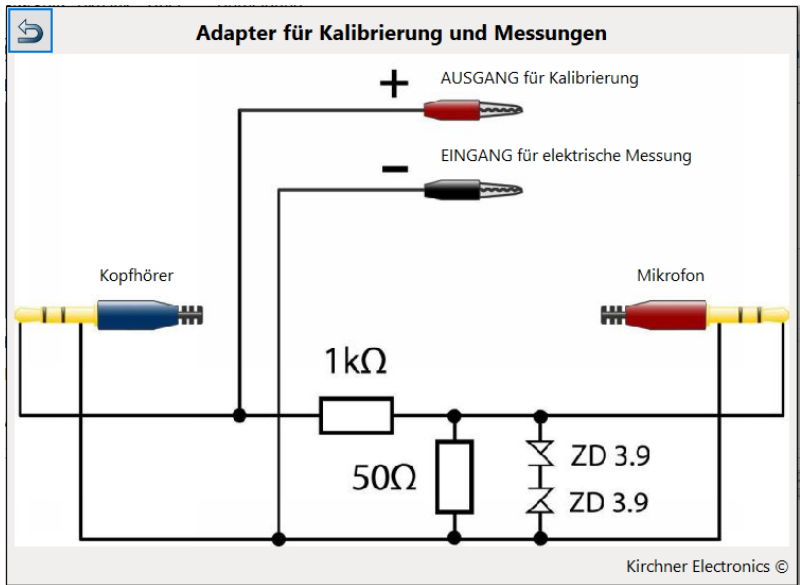 Adapter für Kalibrierung und Messungen
+
AUSGANG für Kalibrierung
EINGANG für elektrische Messung
−
Kopfhörer
Mikrofon
1kΩ
50Ω
ZD 3.9
ZD 3.9
Kirchner Electronics ©